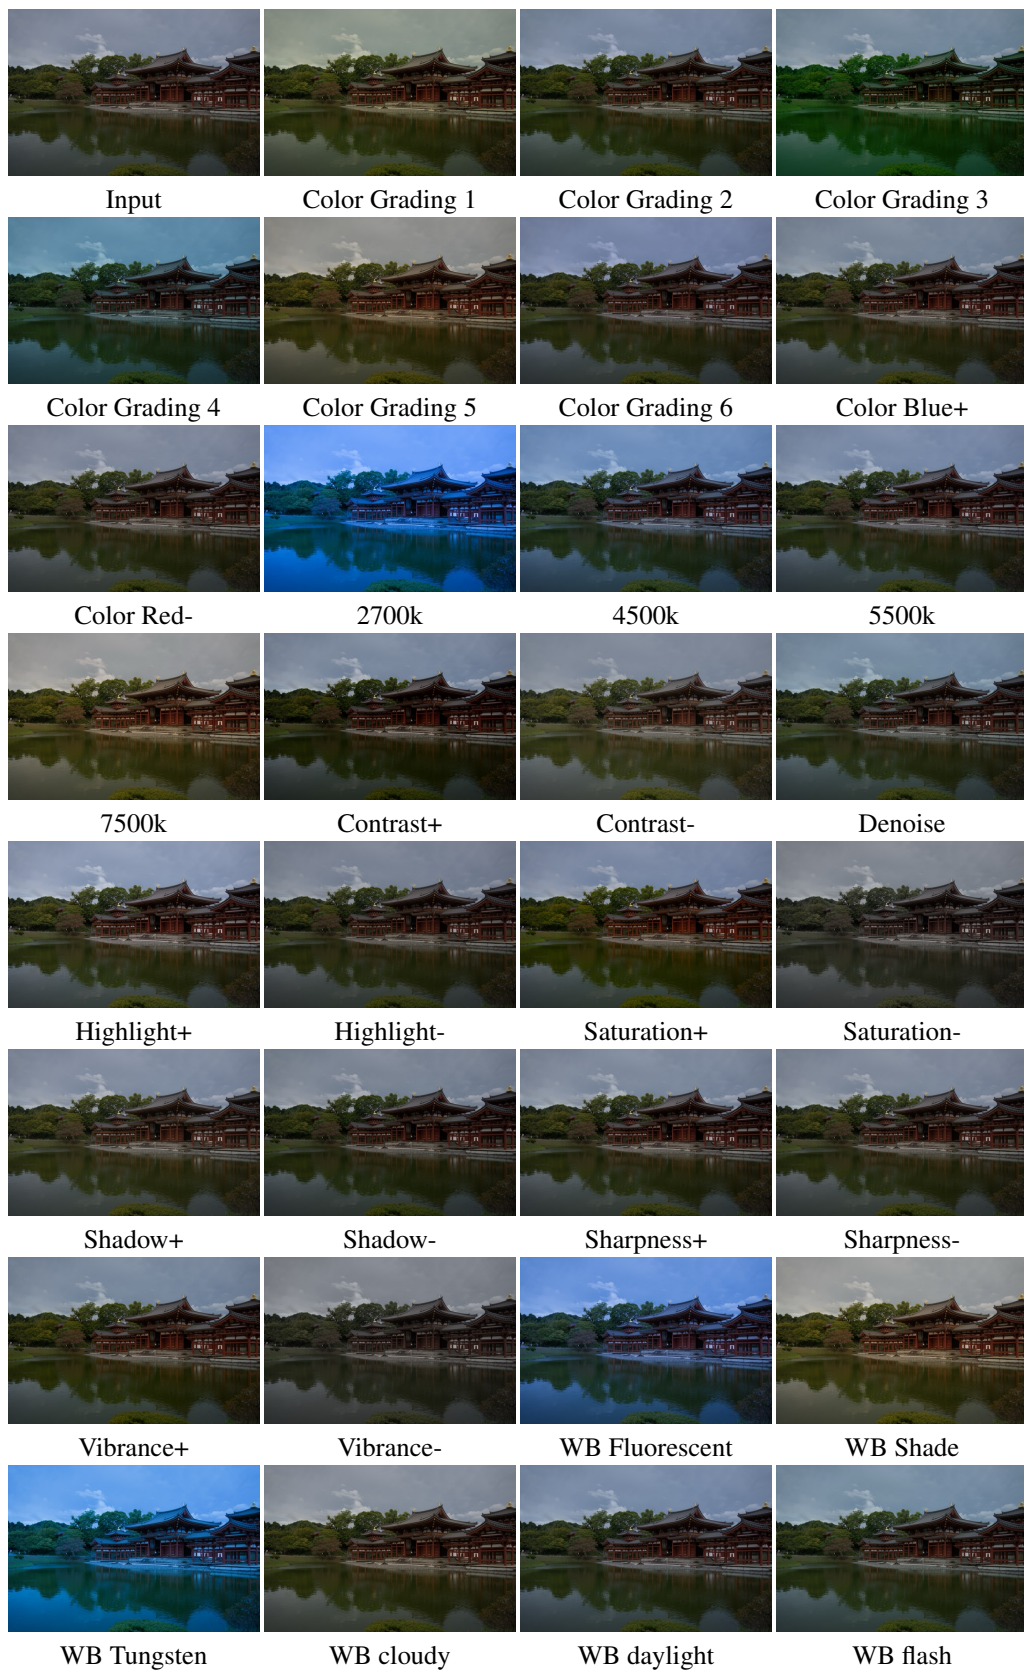 Input
Color Grading 1
Color Grading 2
Color Grading 3
Color Grading 4
Color Grading 5
Color Grading 6
Color Blue+
Color Red-
2700k
4500k
5500k
7500k
Contrast+
Contrast-
Denoise
Highlight+
Highlight-
Saturation+
Saturation-
Shadow+
Shadow-
Sharpness+
Sharpness-
Vibrance+
Vibrance-
WB Fluorescent
WB Shade
WB Tungsten
WB cloudy
WB daylight
WB flash